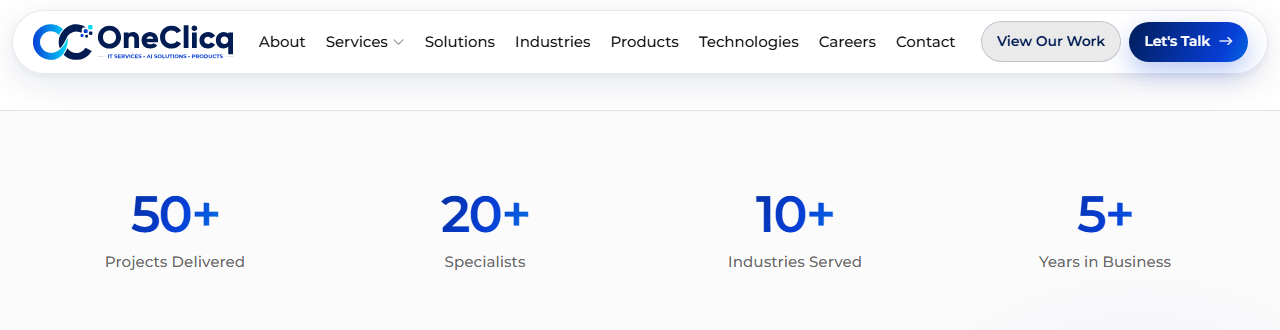 OneClicq
IT SERVICES • AI SOLUTIONS • PRODUCTS
About Services Solutions Industries Products Technologies Careers Contact View Our Work Let's Talk →
50+ 20+ 10+ 5+
Projects Delivered Specialists Industries Served Years in Business